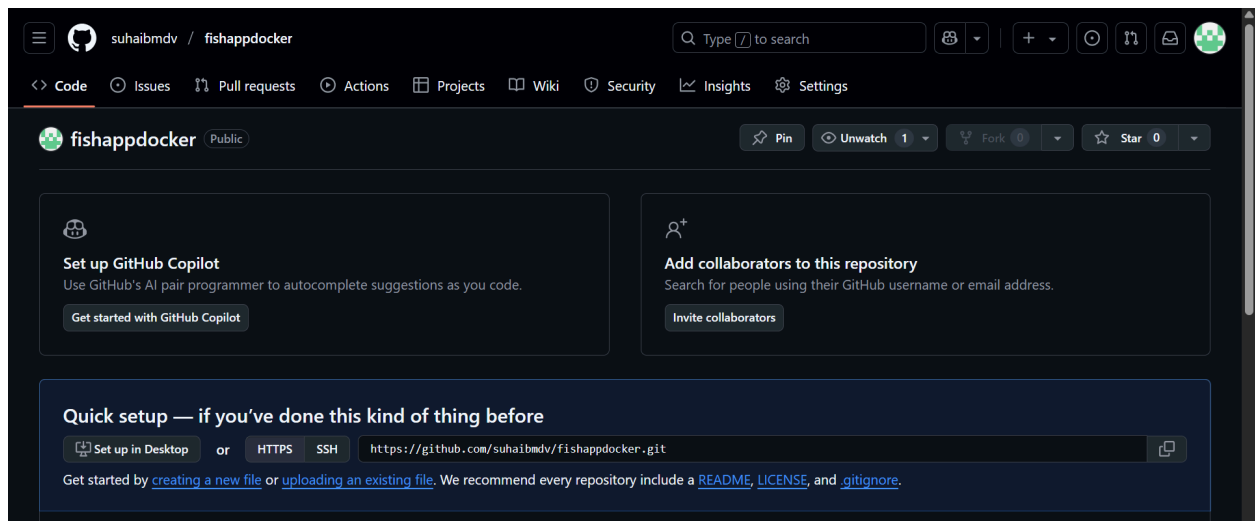 suhaibmdv / fishappdocker
Type / to search
Code Issues Pull requests Actions Projects Wiki Security Insights Settings
fishappdocker Public
Pin Unwatch 1 Fork 0 Star 0
Set up GitHub Copilot
Use GitHub's AI pair programmer to autocomplete suggestions as you code.
Get started with GitHub Copilot
Add collaborators to this repository
Search for people using their GitHub username or email address.
Invite collaborators
Quick setup — if you've done this kind of thing before
Set up in Desktop or HTTPS SSH https://github.com/suhaibmdv/fishappdocker.git
Get started by creating a new file or uploading an existing file. We recommend every repository include a README, LICENSE, and .gitignore.